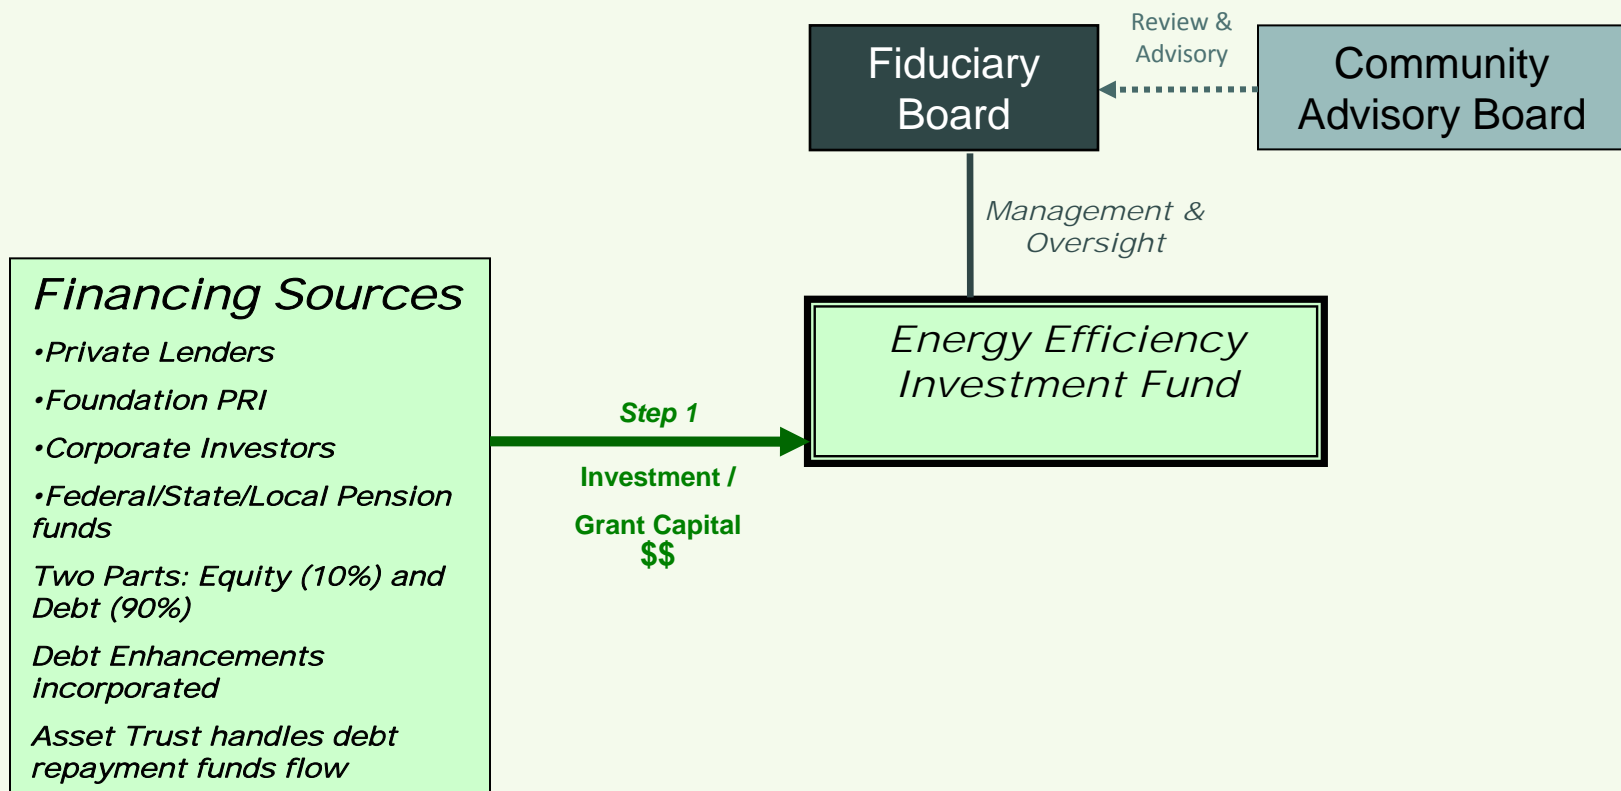 Review &
Advisory
Fiduciary
Board
Community
Advisory Board
Management &
Oversight
Financing Sources
•Private Lenders
•Foundation PRI
•Corporate Investors
•Federal/State/Local Pension
funds
Two Parts: Equity (10%) and
Debt (90%)
Debt Enhancements
incorporated
Asset Trust handles debt
repayment funds flow
Step 1
Investment /
Grant Capital
$$
Energy Efficiency
Investment Fund